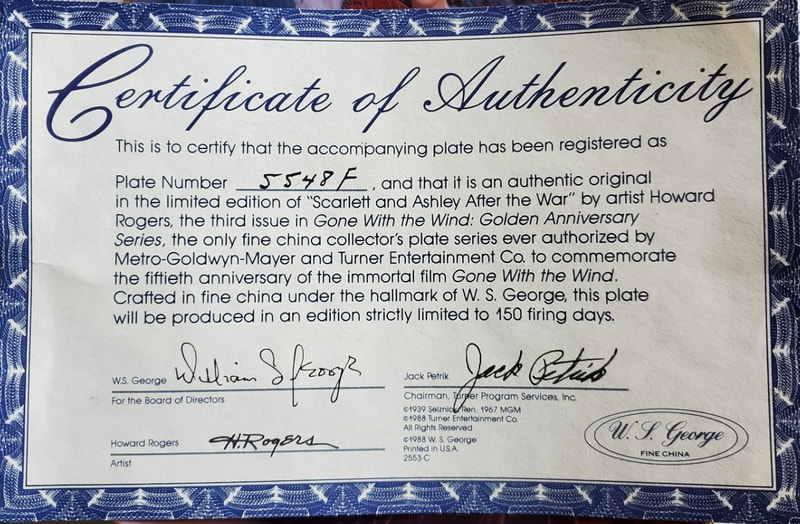 Certificate of Authenticity
This is to certify that the accompanying plate has been registered as
Plate Number 5548F, and that it is an authentic original
in the limited edition of "Scarlett and Ashley After the War" by artist Howard
Rogers, the third issue in Gone With the Wind: Golden Anniversary
Series, the only fine china collector's plate series ever authorized by
Metro-Goldwyn-Mayer and Turner Entertainment Co. to commemorate
the fiftieth anniversary of the immortal film Gone With the Wind.
Crafted in fine china under the hallmark of W. S. George, this plate
will be produced in an edition strictly limited to 150 firing days.
W.S. George William S George
For the Board of Directors
Howard Rogers H. Rogers
Artist
Jack Petrik Jack Petrik
Chairman, Turner Program Services, Inc.
©1939 Selznick Ren. 1967 MGM
©1988 Turner Entertainment Co.
All Rights Reserved
©1988 W. S. George
Printed in U.S.A.
2553-C
W. S. George
FINE CHINA